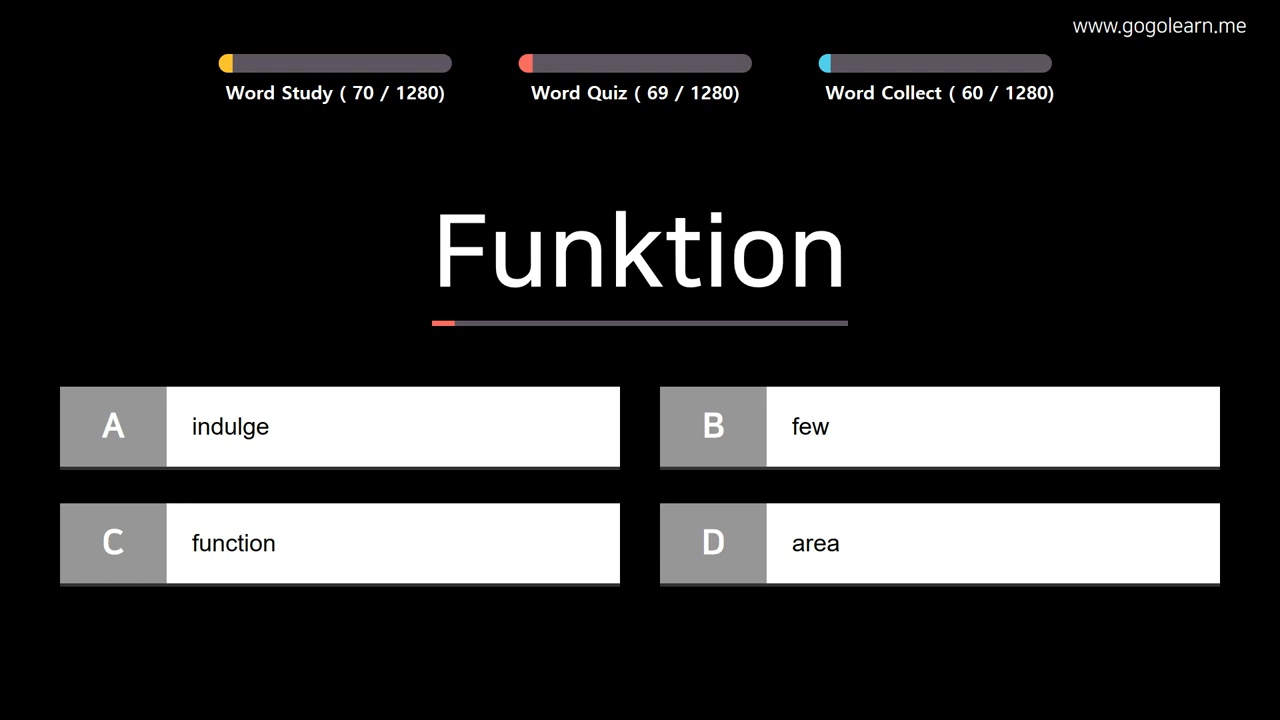 www.gogolearn.me
Word Study ( 70 / 1280)
Word Quiz ( 69 / 1280)
Word Collect ( 60 / 1280)
Funktion
A indulge
B few
C function
D area